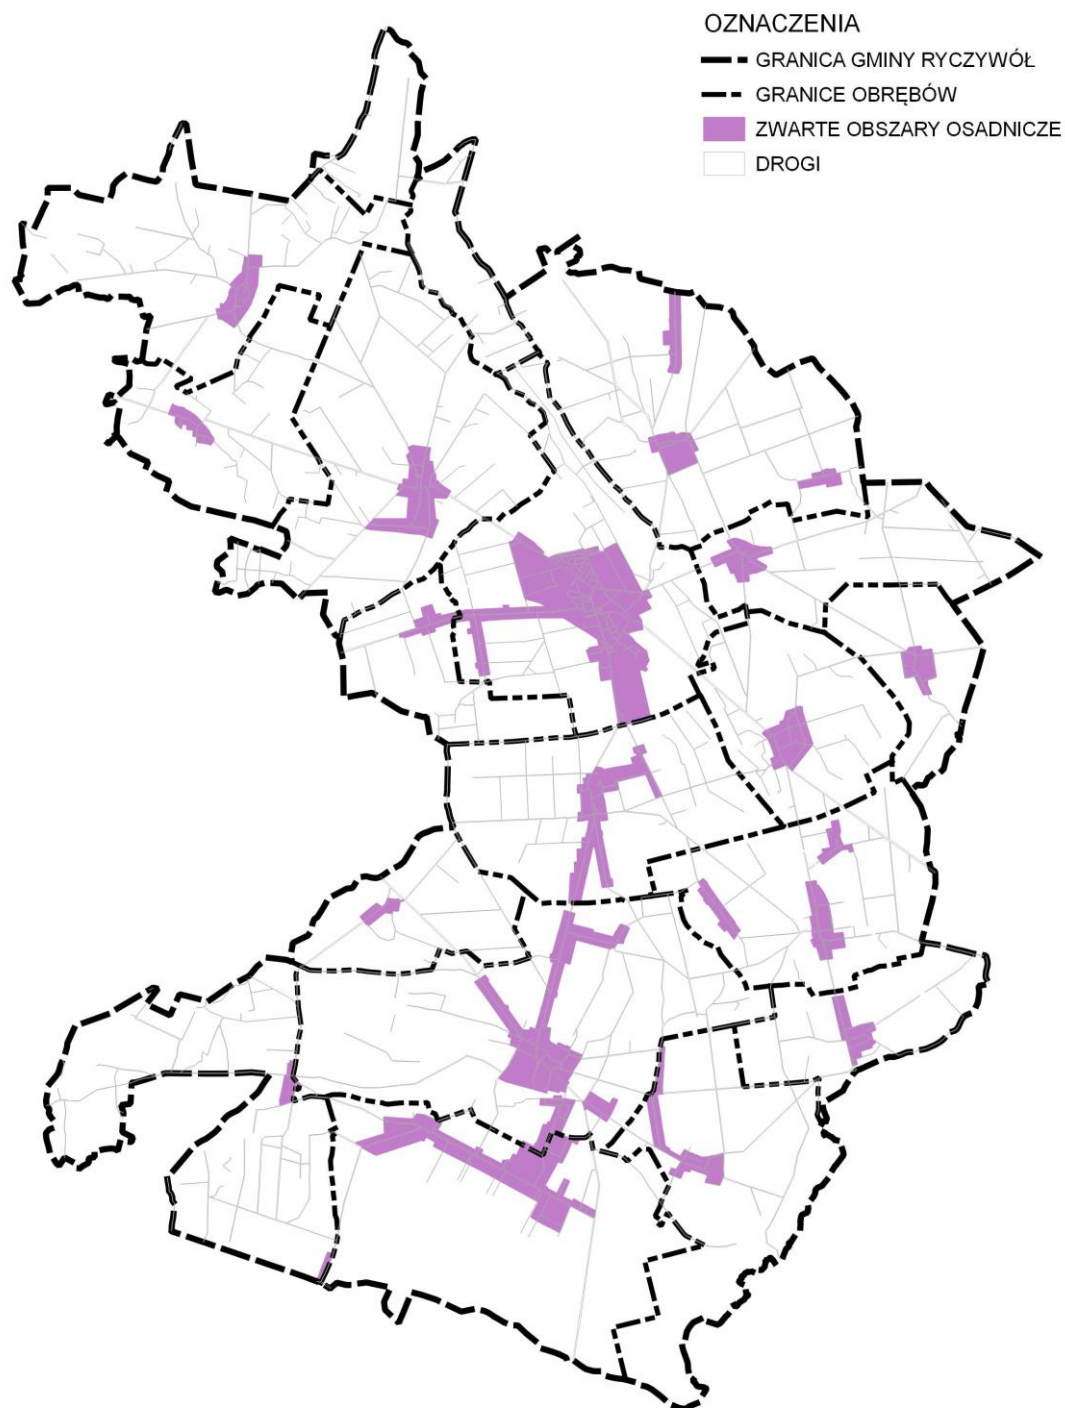 OZNACZENIA
GRANICA GMINY RYCZYWÓŁ
GRANICE OBRĘBÓW
ZWARTE OBSZARY OSADNICZE
DROGI